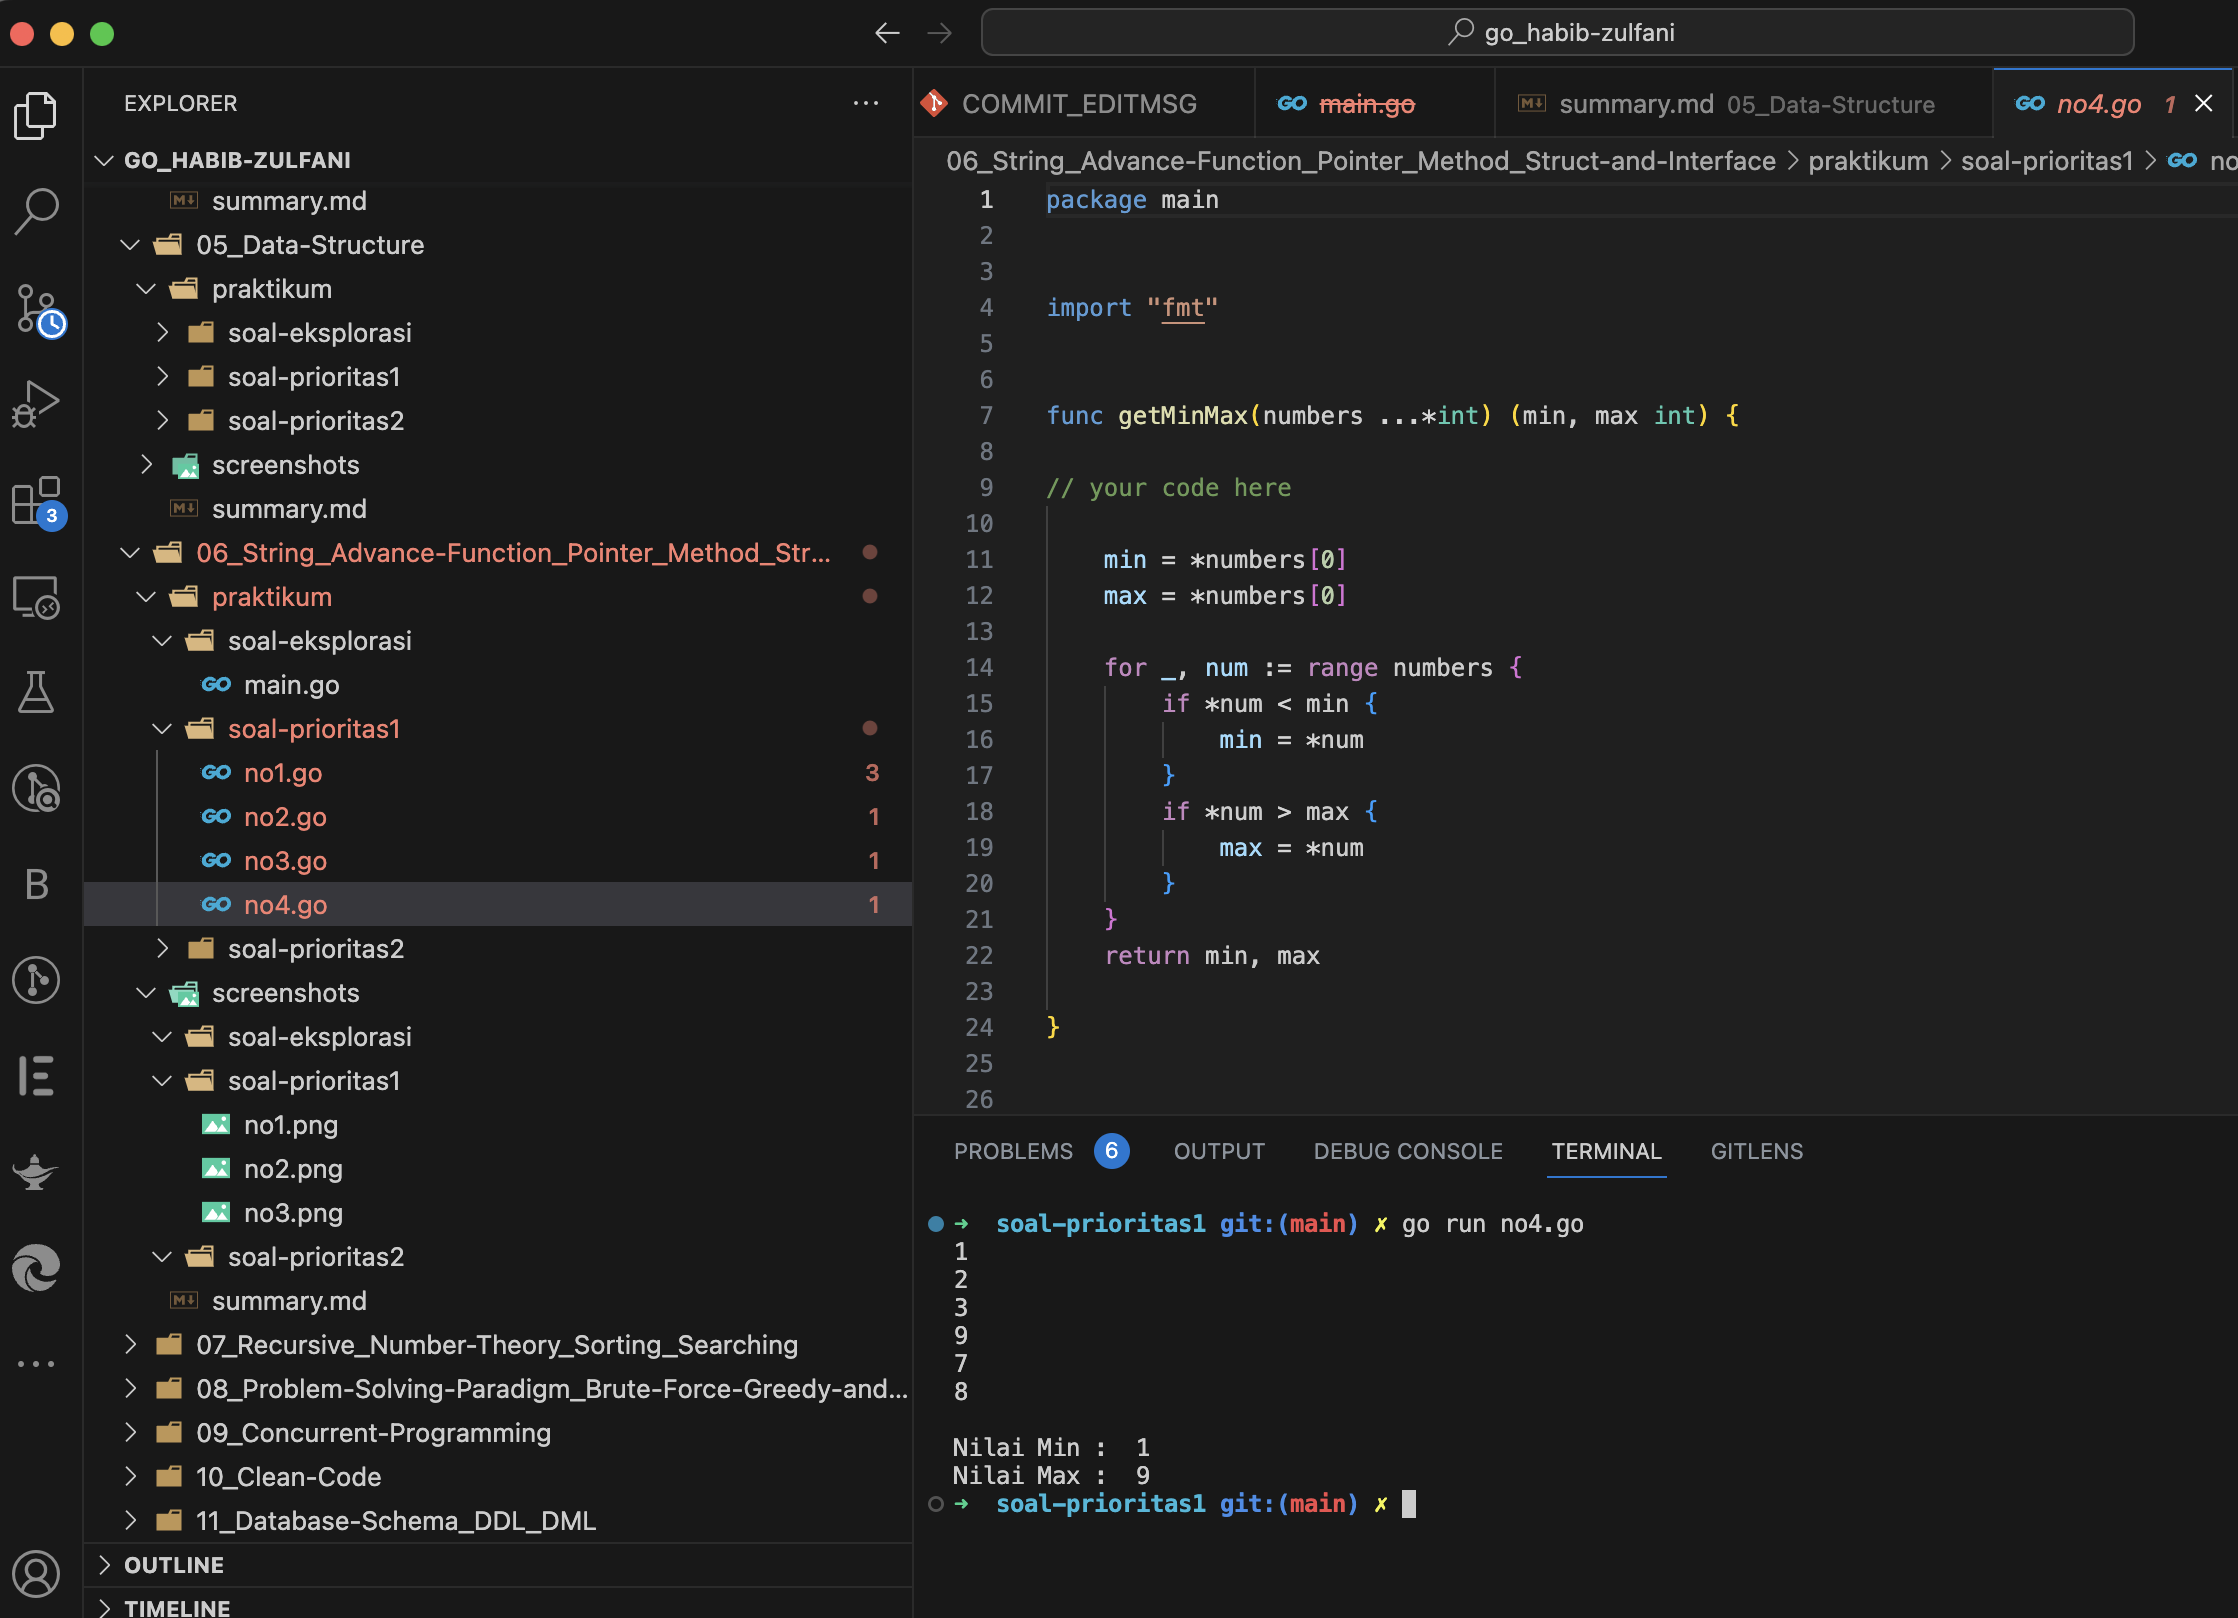 go_habib-zulfani
EXPLORER
GO_HABIB-ZULFANI
summary.md
05_Data-Structure
praktikum
soal-eksplorasi
soal-prioritas1
soal-prioritas2
screenshots
summary.md
06_String_Advance-Function_Pointer_Method_Str...
praktikum
soal-eksplorasi
GO main.go
soal-prioritas1
GO no1.go 3
GO no2.go 1
GO no3.go 1
GO no4.go 1
soal-prioritas2
screenshots
soal-eksplorasi
soal-prioritas1
no1.png
no2.png
no3.png
soal-prioritas2
summary.md
07_Recursive_Number-Theory_Sorting_Searching
08_Problem-Solving-Paradigm_Brute-Force-Greedy-and...
09_Concurrent-Programming
10_Clean-Code
11_Database-Schema_DDL_DML
OUTLINE
TIMELINE
3
B
COMMIT_EDITMSG
GO main.go
summary.md 05_Data-Structure
GO no4.go 1
06_String_Advance-Function_Pointer_Method_Struct-and-Interface > praktikum > soal-prioritas1 > GO no
1 package main
2
3
4 import "fmt"
5
6
7 func getMinMax(numbers ...*int) (min, max int) {
8
9 // your code here
10
11 min = *numbers[0]
12 max = *numbers[0]
13
14 for _, num := range numbers {
15 if *num < min {
16 min = *num
17 }
18 if *num > max {
19 max = *num
20 }
21 }
22 return min, max
23
24 }
25
26
PROBLEMS 6 OUTPUT DEBUG CONSOLE TERMINAL GITLENS
➜ soal-prioritas1 git:(main) ✗ go run no4.go
1
2
3
9
7
8
Nilai Min : 1
Nilai Max : 9
➜ soal-prioritas1 git:(main) ✗